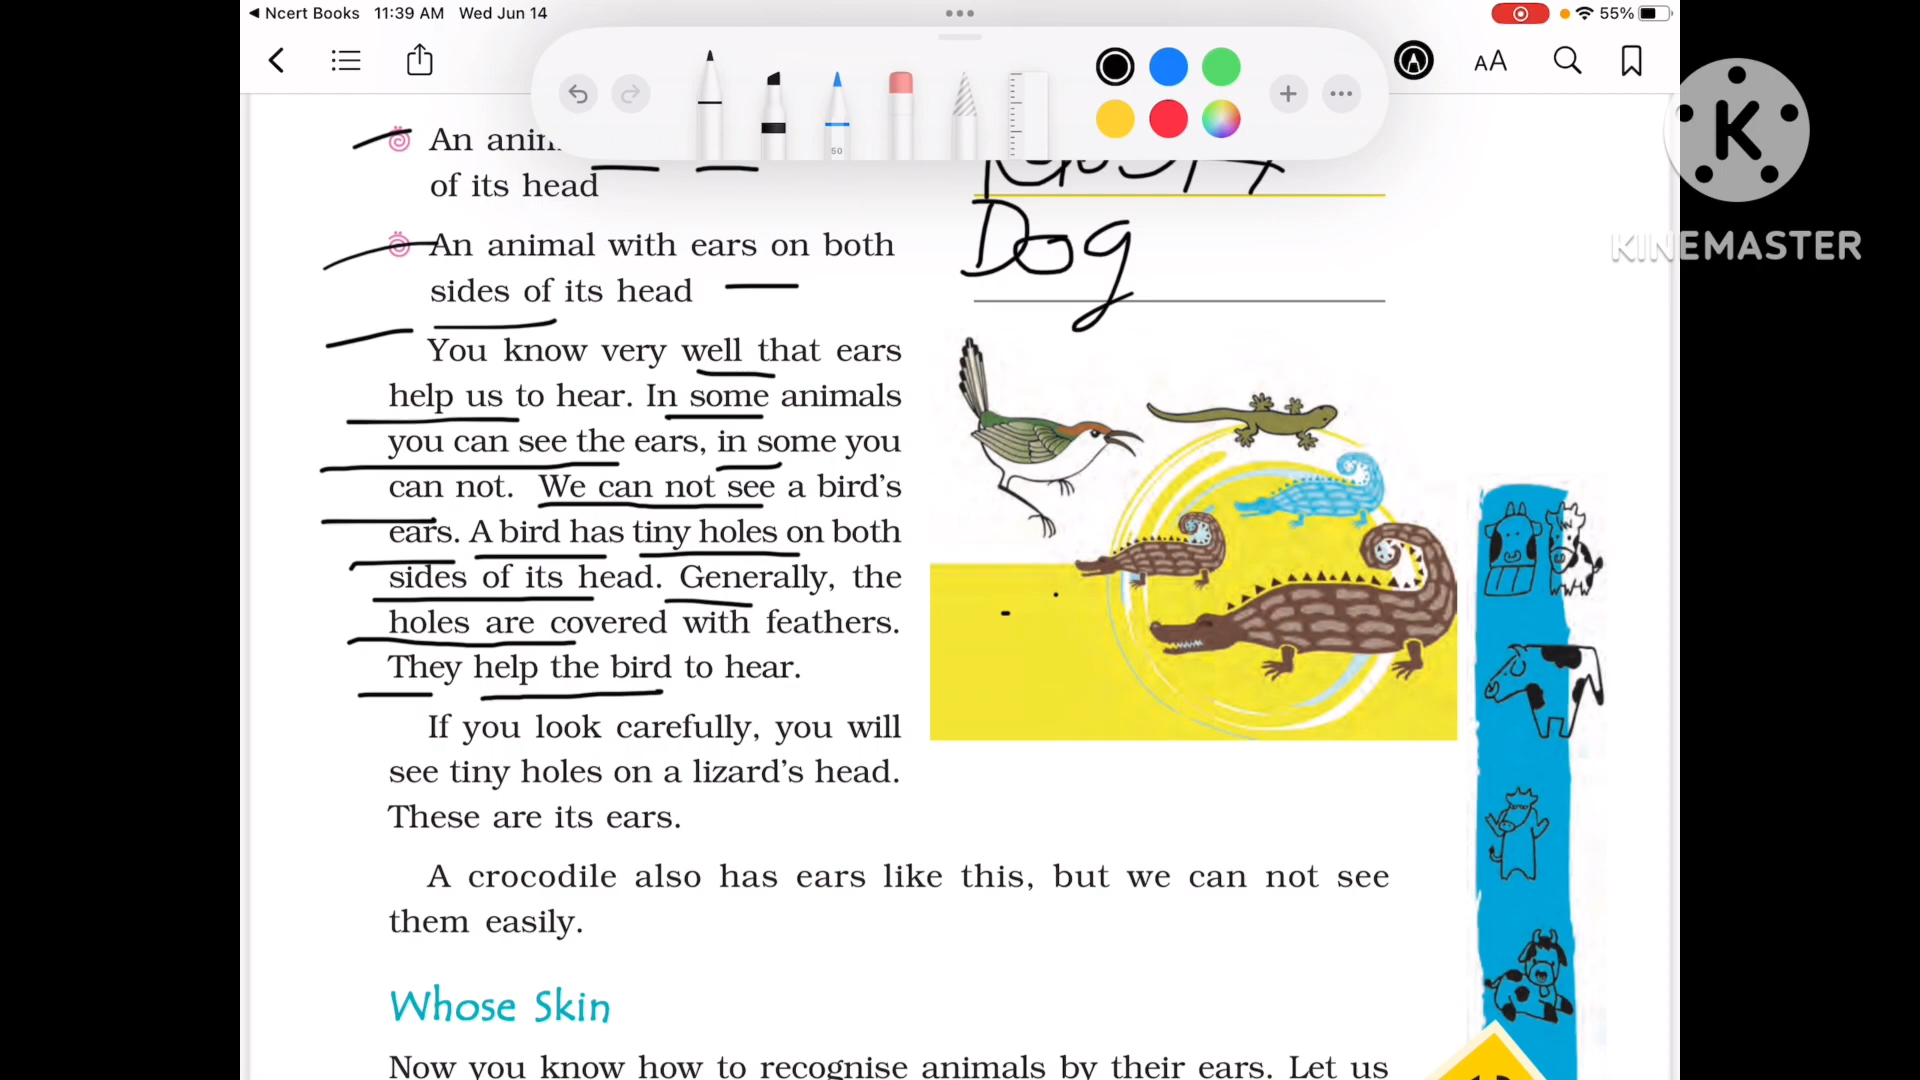 Ncert Books 11:39 AM Wed Jun 14 55%
AA
50
An
of its head
An animal with ears on both
sides of its head
Dog
You know very well that ears
help us to hear. In some animals
you can see the ears, in some you
can not. We can not see a bird's
ears. A bird has tiny holes on both
sides of its head. Generally, the
holes are covered with feathers.
They help the bird to hear.
If you look carefully, you will
see tiny holes on a lizard's head.
These are its ears.
A crocodile also has ears like this, but we can not see
them easily.
Whose Skin
Now you know how to recognise animals by their ears. Let us
K
KINEMASTER